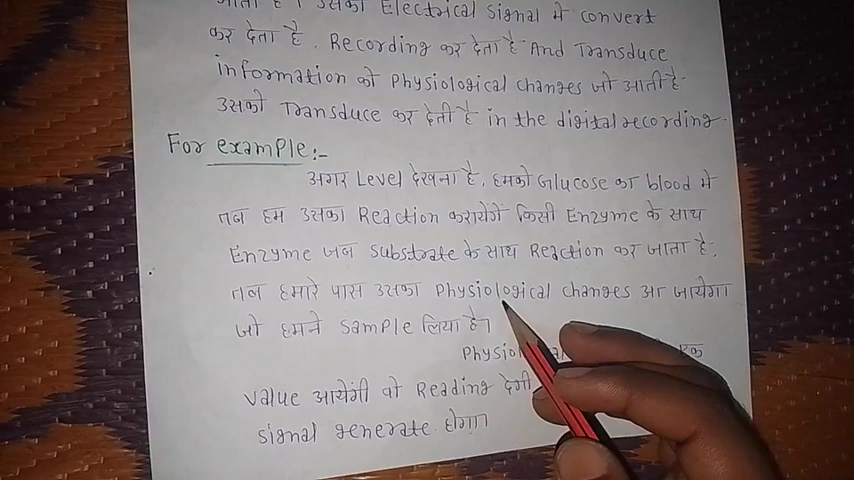 जाता है। उसको Electrical Signal में convert
कर देता है. Recording कर देता है And Transduce
information को Physiological changes जो आती है
उसको Transduce कर देती है in the digital recording.
For example:-
अगर Level देखना है, हमको Glucose का blood में
तब हम उसका Reaction करायेगें किसी Enzyme के साथ
Enzyme जब Substrate के साथ Reaction कर जाता है,
तब हमारे पास उसका Physiological changes आ जायेगा
जो हमने Sample लिया है।
एक
value आयेंगी वो Reading देगी
signal generate होगा।